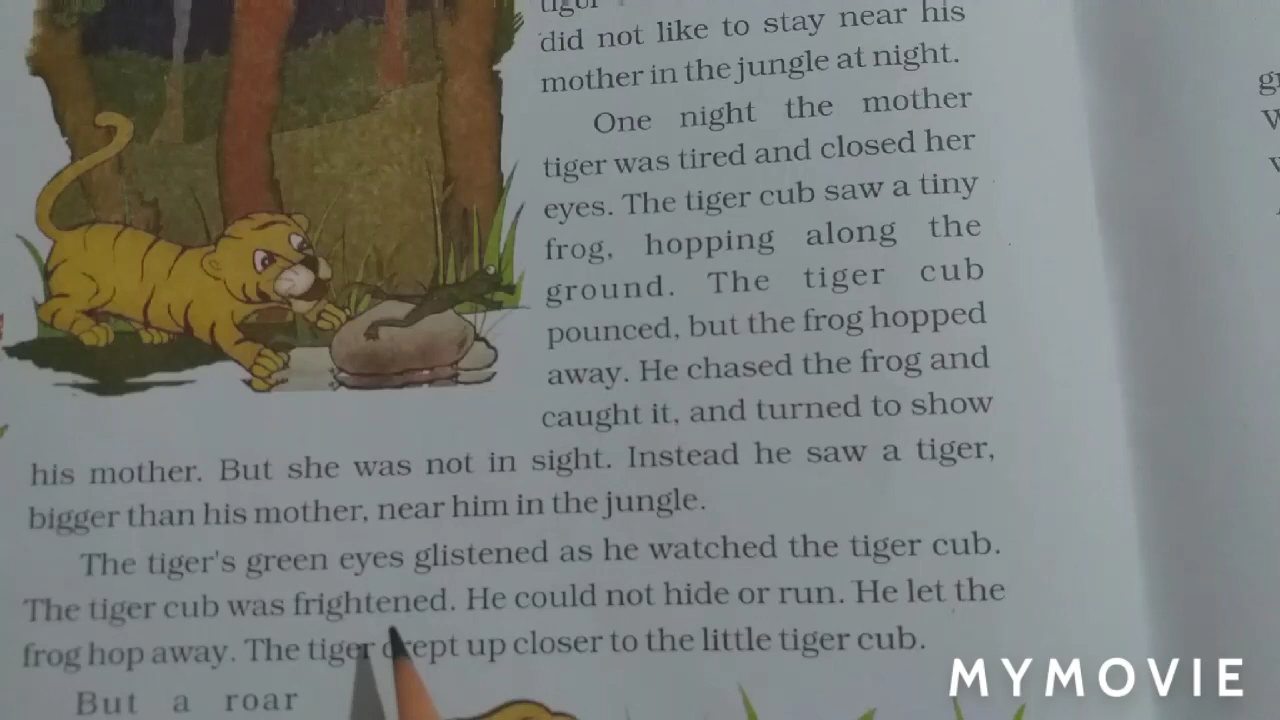 tiger
did not like to stay near his
mother in the jungle at night.
One night the mother
tiger was tired and closed her
eyes. The tiger cub saw a tiny
frog, hopping along the
ground. The tiger cub
pounced, but the frog hopped
away. He chased the frog and
caught it, and turned to show
his mother. But she was not in sight. Instead he saw a tiger,
bigger than his mother, near him in the jungle.
The tiger's green eyes glistened as he watched the tiger cub.
The tiger cub was frightened. He could not hide or run. He let the
frog hop away. The tiger crept up closer to the little tiger cub.
But a roar
MYMOVIE